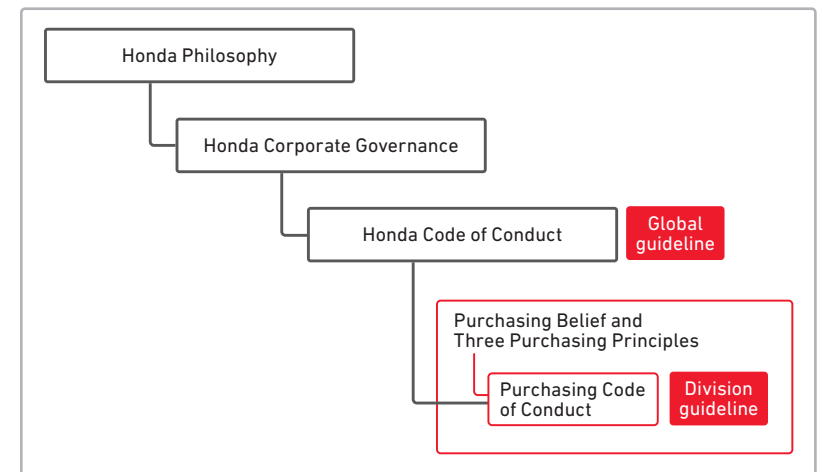 Honda Philosophy
Honda Corporate Governance
Honda Code of Conduct
Global
guideline
Purchasing Belief and
Three Purchasing Principles
Purchasing Code
of Conduct
Division
guideline